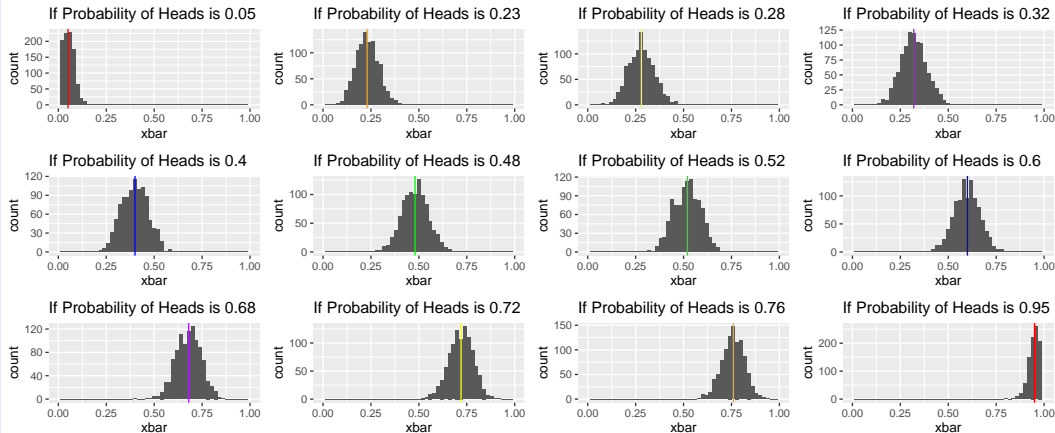 If Probability of Heads is 0.05
200
150
100
50
0
count
0.00 0.25 0.50 0.75 1.00
xbar
If Probability of Heads is 0.23
100
50
0
count
0.00 0.25 0.50 0.75 1.00
xbar
If Probability of Heads is 0.28
100
50
0
count
0.00 0.25 0.50 0.75 1.00
xbar
If Probability of Heads is 0.32
125
100
75
50
25
0
count
0.00 0.25 0.50 0.75 1.00
xbar
If Probability of Heads is 0.4
120
90
60
30
0
count
0.00 0.25 0.50 0.75 1.00
xbar
If Probability of Heads is 0.48
100
50
0
count
0.00 0.25 0.50 0.75 1.00
xbar
If Probability of Heads is 0.52
120
90
60
30
0
count
0.00 0.25 0.50 0.75 1.00
xbar
If Probability of Heads is 0.6
100
50
0
count
0.00 0.25 0.50 0.75 1.00
xbar
If Probability of Heads is 0.68
120
80
40
0
count
0.00 0.25 0.50 0.75 1.00
xbar
If Probability of Heads is 0.72
100
50
0
count
0.00 0.25 0.50 0.75 1.00
xbar
If Probability of Heads is 0.76
150
100
50
0
count
0.00 0.25 0.50 0.75 1.00
xbar
If Probability of Heads is 0.95
200
100
0
count
0.00 0.25 0.50 0.75 1.00
xbar